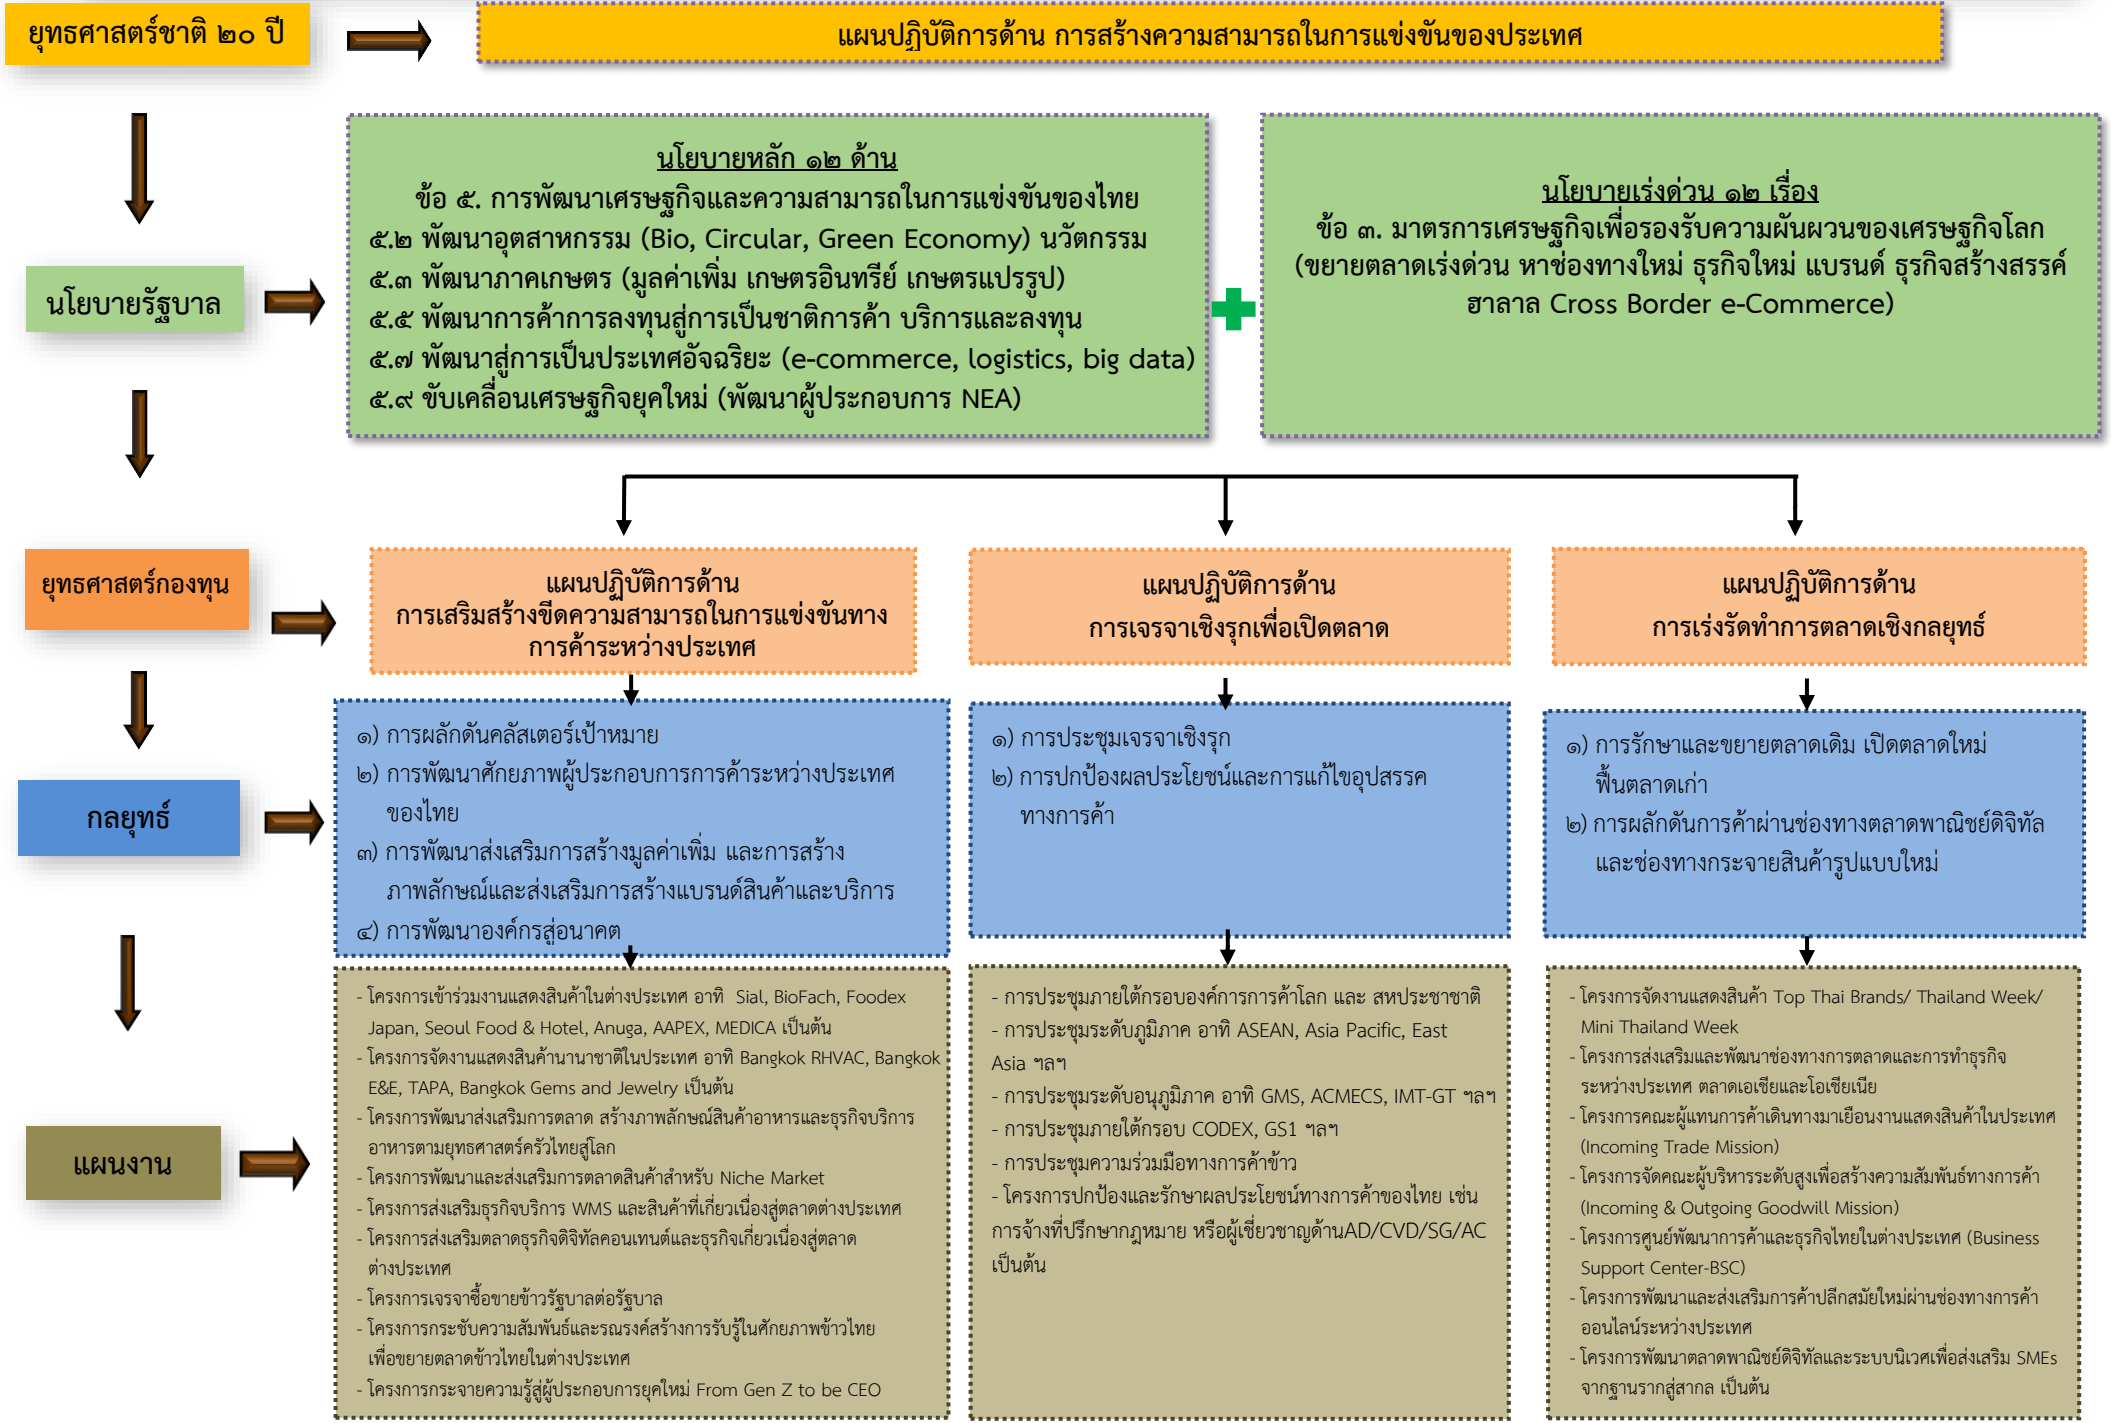 ยุทธศาสตร์ชาติ ๒๐ ปี
แผนปฏิบัติการด้าน การสร้างความสามารถในการแข่งขันของประเทศ
นโยบายรัฐบาล
นโยบายหลัก ๑๒ ด้าน
ข้อ ๕. การพัฒนาเศรษฐกิจและความสามารถในการแข่งขันของไทย
๕.๒ พัฒนาอุตสาหกรรม (Bio, Circular, Green Economy) นวัตกรรม
๕.๓ พัฒนาภาคเกษตร (มูลค่าเพิ่ม เกษตรอินทรีย์ เกษตรแปรรูป)
๕.๕ พัฒนาการค้าการลงทุนสู่การเป็นชาติการค้า บริการและลงทุน
๕.๗ พัฒนาสู่การเป็นประเทศอัจฉริยะ (e-commerce, logistics, big data)
๕.๙ ขับเคลื่อนเศรษฐกิจยุคใหม่ (พัฒนาผู้ประกอบการ NEA)
นโยบายเร่งด่วน ๑๒ เรื่อง
ข้อ ๓. มาตรการเศรษฐกิจเพื่อรองรับความผันผวนของเศรษฐกิจโลก
(ขยายตลาดเร่งด่วน หาช่องทางใหม่ ธุรกิจใหม่ แบรนด์ ธุรกิจสร้างสรรค์
ฮาลาล Cross Border e-Commerce)
ยุทธศาสตร์กองทุน
แผนปฏิบัติการด้าน
การเสริมสร้างขีดความสามารถในการแข่งขันทาง
การค้าระหว่างประเทศ
แผนปฏิบัติการด้าน
การเจรจาเชิงรุกเพื่อเปิดตลาด
แผนปฏิบัติการด้าน
การเร่งรัดทำการตลาดเชิงกลยุทธ์
กลยุทธ์
๑) การผลักดันคลัสเตอร์เป้าหมาย
๒) การพัฒนาศักยภาพผู้ประกอบการการค้าระหว่างประเทศ
ของไทย
๓) การพัฒนาส่งเสริมการสร้างมูลค่าเพิ่ม และการสร้าง
ภาพลักษณ์และส่งเสริมการสร้างแบรนด์สินค้าและบริการ
๔) การพัฒนาองค์กรสู่อนาคต
๑) การประชุมเจรจาเชิงรุก
๒) การปกป้องผลประโยชน์และการแก้ไขอุปสรรค
ทางการค้า
๑) การรักษาและขยายตลาดเดิม เปิดตลาดใหม่
ฟื้นตลาดเก่า
๒) การผลักดันการค้าผ่านช่องทางตลาดพาณิชย์ดิจิทัล
และช่องทางกระจายสินค้ารูปแบบใหม่
แผนงาน
- โครงการเข้าร่วมงานแสดงสินค้าในต่างประเทศ อาทิ Sial, BioFach, Foodex
Japan, Seoul Food & Hotel, Anuga, AAPEX, MEDICA เป็นต้น
- โครงการจัดงานแสดงสินค้านานาชาติในประเทศ อาทิ Bangkok RHVAC, Bangkok
E&E, TAPA, Bangkok Gems and Jewelry เป็นต้น
- โครงการพัฒนาส่งเสริมการตลาด สร้างภาพลักษณ์สินค้าอาหารและธุรกิจบริการ
อาหารตามยุทธศาสตร์ครัวไทยสู่โลก
- โครงการพัฒนาและส่งเสริมการตลาดสินค้าสำหรับ Niche Market
- โครงการส่งเสริมธุรกิจบริการ WMS และสินค้าที่เกี่ยวเนื่องสู่ตลาดต่างประเทศ
- โครงการส่งเสริมตลาดธุรกิจดิจิทัลคอนเทนต์และธุรกิจเกี่ยวเนื่องสู่ตลาด
ต่างประเทศ
- โครงการเจรจาซื้อขายข้าวรัฐบาลต่อรัฐบาล
- โครงการกระชับความสัมพันธ์และรณรงค์สร้างการรับรู้ในศักยภาพข้าวไทย
เพื่อขยายตลาดข้าวไทยในต่างประเทศ
- โครงการกระจายความรู้สู่ผู้ประกอบการยุคใหม่ From Gen Z to be CEO
- การประชุมภายใต้กรอบองค์การการค้าโลก และ สหประชาชาติ
- การประชุมระดับภูมิภาค อาทิ ASEAN, Asia Pacific, East
Asia ฯลฯ
- การประชุมระดับอนุภูมิภาค อาทิ GMS, ACMECS, IMT-GT ฯลฯ
- การประชุมภายใต้กรอบ CODEX, GS1 ฯลฯ
- การประชุมความร่วมมือทางการค้าข้าว
- โครงการปกป้องและรักษาผลประโยชน์ทางการค้าของไทย เช่น
การจ้างที่ปรึกษากฎหมาย หรือผู้เชี่ยวชาญด้านAD/CVD/SG/AC
เป็นต้น
- โครงการจัดงานแสดงสินค้า Top Thai Brands/ Thailand Week/
Mini Thailand Week
- โครงการส่งเสริมและพัฒนาช่องทางการตลาดและการทำธุรกิจ
ระหว่างประเทศ ตลาดเอเชียและโอเชียเนีย
- โครงการคณะผู้แทนการค้าเดินทางมาเยือนงานแสดงสินค้าในประเทศ
(Incoming Trade Mission)
- โครงการจัดคณะผู้บริหารระดับสูงเพื่อสร้างความสัมพันธ์ทางการค้า
(Incoming & Outgoing Goodwill Mission)
- โครงการศูนย์พัฒนาการค้าและธุรกิจไทยในต่างประเทศ (Business
Support Center-BSC)
- โครงการพัฒนาและส่งเสริมการค้าปลีกสมัยใหม่ผ่านช่องทางการค้า
ออนไลน์ระหว่างประเทศ
- โครงการพัฒนาตลาดพาณิชย์ดิจิทัลและระบบนิเวศเพื่อส่งเสริม SMEs
จากฐานรากสู่สากล เป็นต้น